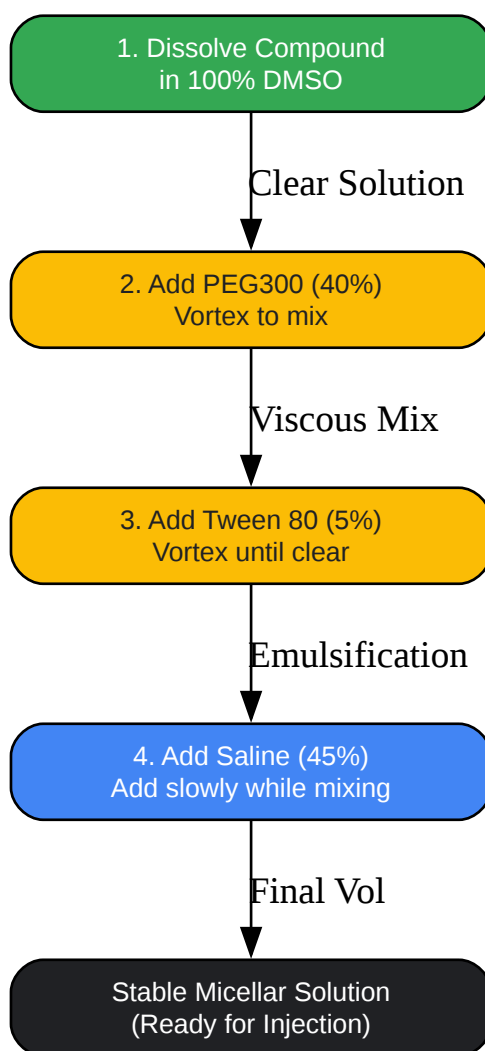 1. Dissolve Compound
in 100% DMSO
Clear Solution
2. Add PEG300 (40%)
Vortex to mix
Viscous Mix
3. Add Tween 80 (5%)
Vortex until clear
Emulsification
4. Add Saline (45%)
Add slowly while mixing
Final Vol
Stable Micellar Solution
(Ready for Injection)